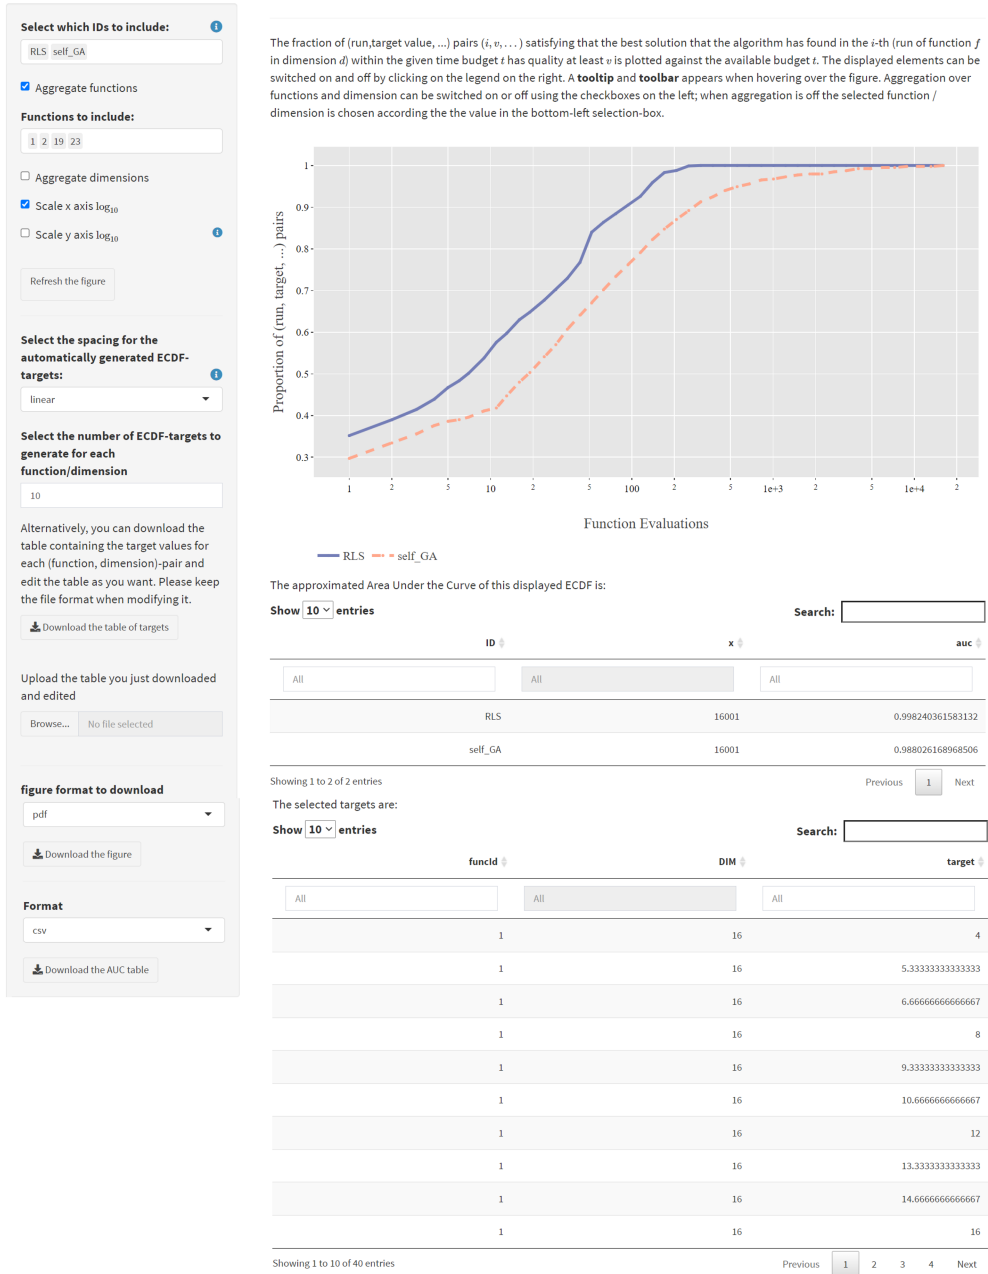 Select which IDs to include:
RLS self_GA
Aggregate functions
Functions to include:
1 2 19 23
Aggregate dimensions
Scale x axis log10
Scale y axis log10
Refresh the figure
Select the spacing for the
automatically generated ECDF-
targets:
linear
Select the number of ECDF-targets to
generate for each
function/dimension
10
Alternatively, you can download the
table containing the target values for
each (function, dimension)-pair and
edit the table as you want. Please keep
the file format when modifying it.
Download the table of targets
Upload the table you just downloaded
and edited
Browse... No file selected
figure format to download
pdf
Download the figure
Format
csv
Download the AUC table
The fraction of (run,target value, ...) pairs (i, v, . . . ) satisfying that the best solution that the algorithm has found in the i-th (run of function f
in dimension d) within the given time budget t has quality at least v is plotted against the available budget t. The displayed elements can be
switched on and off by clicking on the legend on the right. A tooltip and toolbar appears when hovering over the figure. Aggregation over
functions and dimension can be switched on or off using the checkboxes on the left; when aggregation is off the selected function /
dimension is chosen according the the value in the bottom-left selection-box.
Proportion of (run, target, ...) pairs
1
0.9
0.8
0.7
0.6
0.5
0.4
0.3
1 2 5 10 2 5 100 2 5 1e+3 2 5 1e+4 2
Function Evaluations
RLS self_GA
The approximated Area Under the Curve of this displayed ECDF is:
Show 10 entries Search:
ID x auc
All All All
RLS 16001 0.998240361583132
self_GA 16001 0.988026168968506
Showing 1 to 2 of 2 entries Previous 1 Next
The selected targets are:
Show 10 entries Search:
funcId DIM target
All All All
1 16 4
1 16 5.33333333333333
1 16 6.66666666666667
1 16 8
1 16 9.33333333333333
1 16 10.6666666666667
1 16 12
1 16 13.3333333333333
1 16 14.6666666666667
1 16 16
Showing 1 to 10 of 40 entries Previous 1 2 3 4 Next